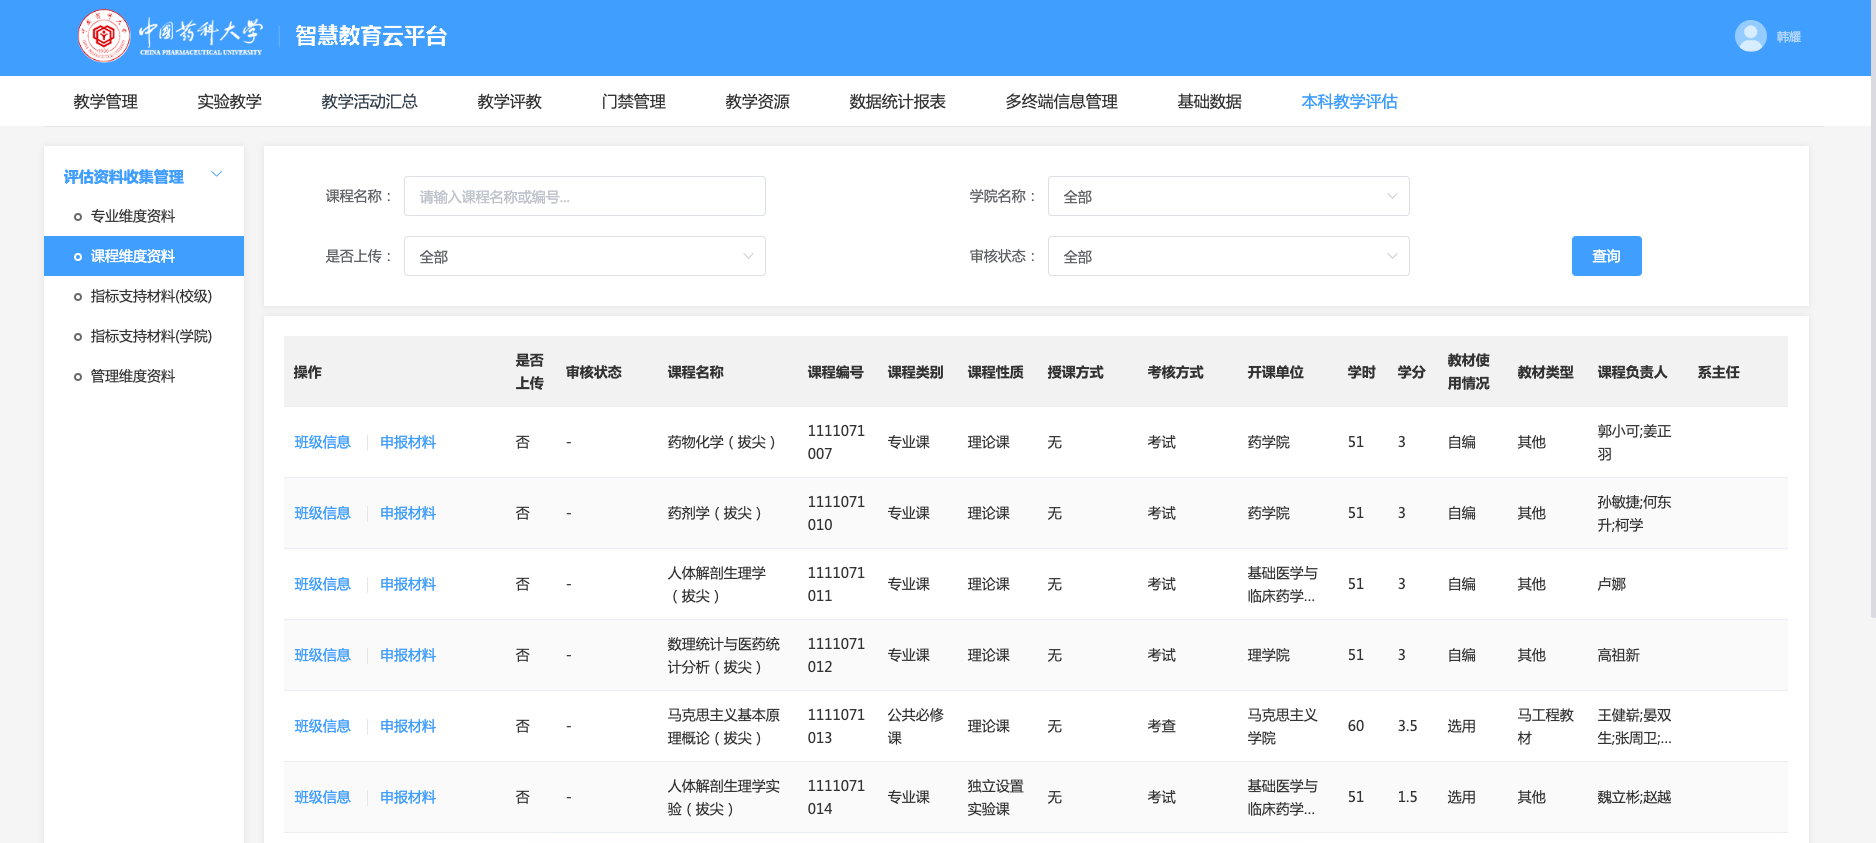 中国药科大学
CHINA PHARMACEUTICAL UNIVERSITY
智慧教育云平台
韩耀
教学管理 实验教学 教学活动汇总 教学评教 门禁管理 教学资源 数据统计报表 多终端信息管理 基础数据 本科教学评估
评估资料收集管理
专业维度资料
课程维度资料
指标支持材料(校级)
指标支持材料(学院)
管理维度资料
课程名称： 请输入课程名称或编号... 学院名称： 全部
是否上传： 全部 审核状态： 全部 查询
操作 是否上传 审核状态 课程名称 课程编号 课程类别 课程性质 授课方式 考核方式 开课单位 学时 学分 教材使用情况 教材类型 课程负责人 系主任
班级信息 申报材料 否 - 药物化学（拔尖） 1111071007 专业课 理论课 无 考试 药学院 51 3 自编 其他 郭小可;姜正羽
班级信息 申报材料 否 - 药剂学（拔尖） 1111071010 专业课 理论课 无 考试 药学院 51 3 自编 其他 孙敏捷;何东升;柯学
班级信息 申报材料 否 - 人体解剖生理学（拔尖） 1111071011 专业课 理论课 无 考试 基础医学与临床药学... 51 3 自编 其他 卢娜
班级信息 申报材料 否 - 数理统计与医药统计分析（拔尖） 1111071012 专业课 理论课 无 考试 理学院 51 3 自编 其他 高祖新
班级信息 申报材料 否 - 马克思主义基本原理概论（拔尖） 1111071013 公共必修课 理论课 无 考查 马克思主义学院 60 3.5 选用 马工程教材 王健崭;晏双生;张周卫;...
班级信息 申报材料 否 - 人体解剖生理学实验（拔尖） 1111071014 专业课 独立设置实验课 无 考试 基础医学与临床药学... 51 1.5 选用 其他 魏立彬;赵越